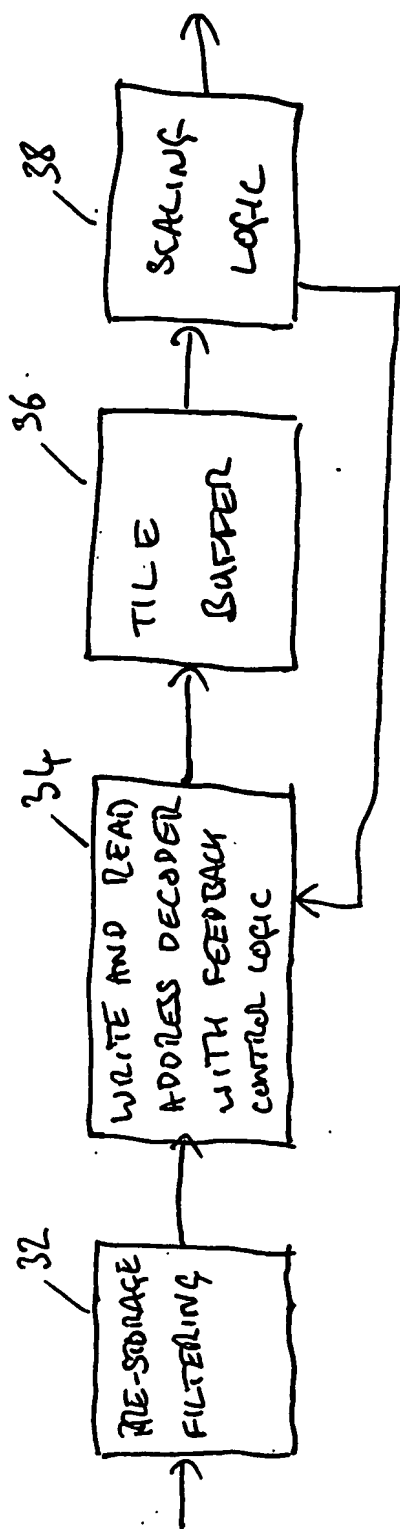 32
PRE-STORAGE
FILTERING
34
WRITE AND READ
ADDRESS DECODER
WITH FEEDBACK
CONTROL LOGIC
36
TILE
BUFFER
38
SCALING
LOGIC